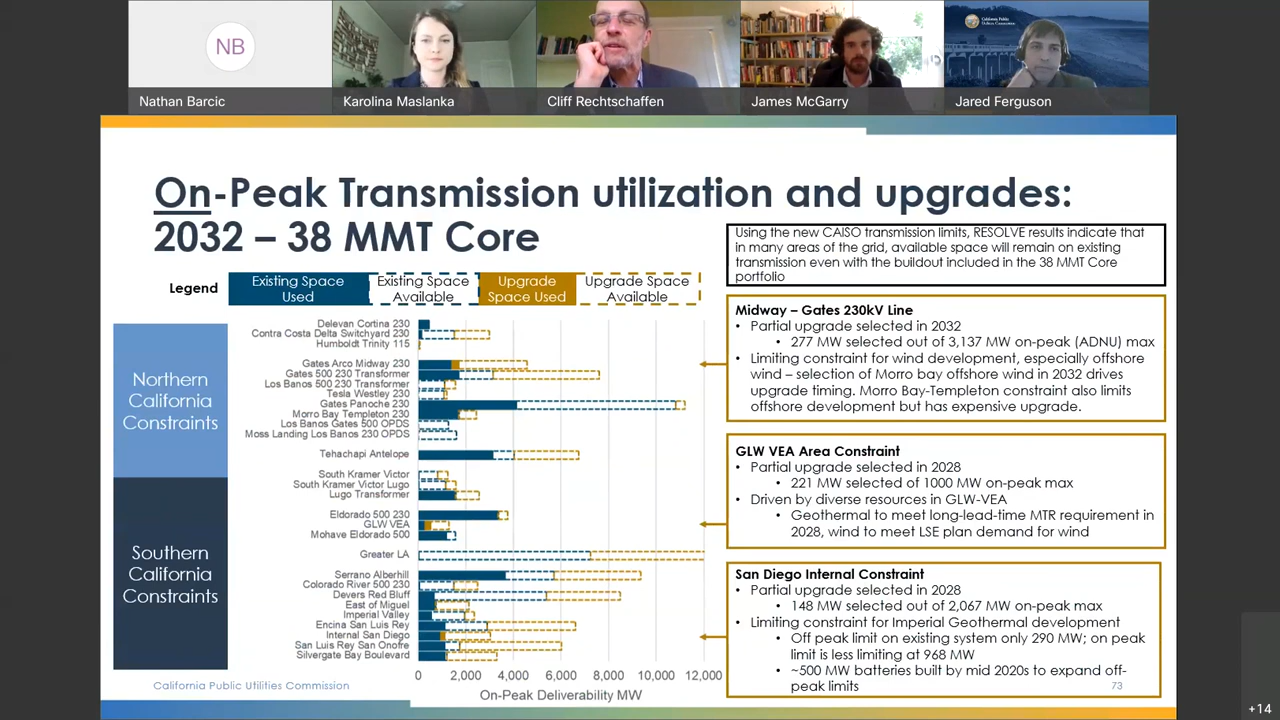 NB
Nathan Barcic
Karolina Maslanka
Cliff Rechtschaffen
James McGarry
California Public
Utilities Commission
Jared Ferguson
On-Peak Transmission utilization and upgrades:
2032 – 38 MMT Core
Legend
Existing Space
Used
Existing Space
Available
Upgrade
Space Used
Upgrade Space
Available
Northern
California
Constraints
Southern
California
Constraints
Delevan Cortina 230
Contra Costa Delta Switchyard 230
Humboldt Trinity 115
Gates Arco Midway 230
Gates 500 230 Transformer
Los Banos 500 230 Transformer
Tesla Westley 230
Gates Panoche 230
Morro Bay Templeton 230
Los Banos Gates 500 OPDS
Moss Landing Los Banos 230 OPDS
Tehachapi Antelope
South Kramer Victor
South Kramer Victor Lugo
Lugo Transformer
Eldorado 500 230
GLW VEA
Mohave Eldorado 500
Greater LA
Serrano Alberhill
Colorado River 500 230
Devers Red Bluff
East of Miguel
Imperial Valley
Encina San Luis Rey
Internal San Diego
San Luis Rey San Onofre
Silvergate Bay Boulevard
0 2,000 4,000 6,000 8,000 10,000 12,000
On-Peak Deliverability MW
Using the new CAISO transmission limits, RESOLVE results indicate that
in many areas of the grid, available space will remain on existing
transmission even with the buildout included in the 38 MMT Core
portfolio
Midway – Gates 230kV Line
• Partial upgrade selected in 2032
• 277 MW selected out of 3,137 MW on-peak (ADNU) max
• Limiting constraint for wind development, especially offshore
wind – selection of Morro bay offshore wind in 2032 drives
upgrade timing. Morro Bay-Templeton constraint also limits
offshore development but has expensive upgrade.
GLW VEA Area Constraint
• Partial upgrade selected in 2028
• 221 MW selected of 1000 MW on-peak max
• Driven by diverse resources in GLW-VEA
• Geothermal to meet long-lead-time MTR requirement in
2028, wind to meet LSE plan demand for wind
San Diego Internal Constraint
• Partial upgrade selected in 2028
• 148 MW selected out of 2,067 MW on-peak max
• Limiting constraint for Imperial Geothermal development
• Off peak limit on existing system only 290 MW; on peak
limit is less limiting at 968 MW
• ~500 MW batteries built by mid 2020s to expand off-
peak limits
California Public Utilities Commission
73
+14